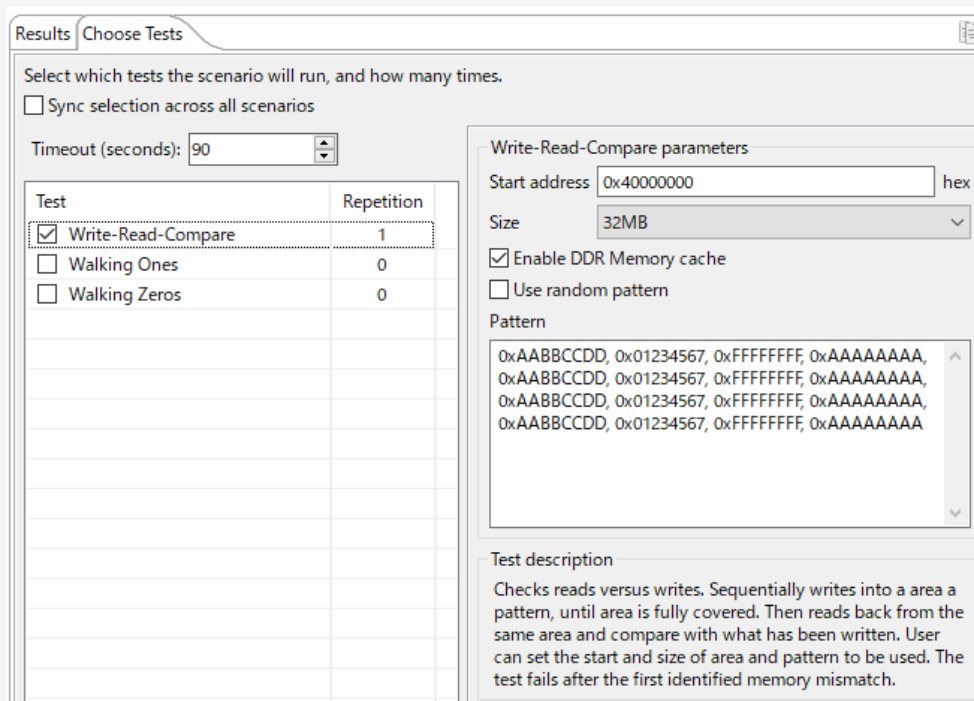 Results
Choose Tests
Select which tests the scenario will run, and how many times.
Sync selection across all scenarios
Timeout (seconds): 90
Test Repetition
Write-Read-Compare 1
Walking Ones 0
Walking Zeros 0
Write-Read-Compare parameters
Start address 0x40000000 hex
Size 32MB
Enable DDR Memory cache
Use random pattern
Pattern
0xAABBCCDD, 0x01234567, 0xFFFFFFFF, 0xAAAAAAAA,
0xAABBCCDD, 0x01234567, 0xFFFFFFFF, 0xAAAAAAAA,
0xAABBCCDD, 0x01234567, 0xFFFFFFFF, 0xAAAAAAAA,
0xAABBCCDD, 0x01234567, 0xFFFFFFFF, 0xAAAAAAAA
Test description
Checks reads versus writes. Sequentially writes into a area a
pattern, until area is fully covered. Then reads back from the
same area and compare with what has been written. User
can set the start and size of area and pattern to be used. The
test fails after the first identified memory mismatch.